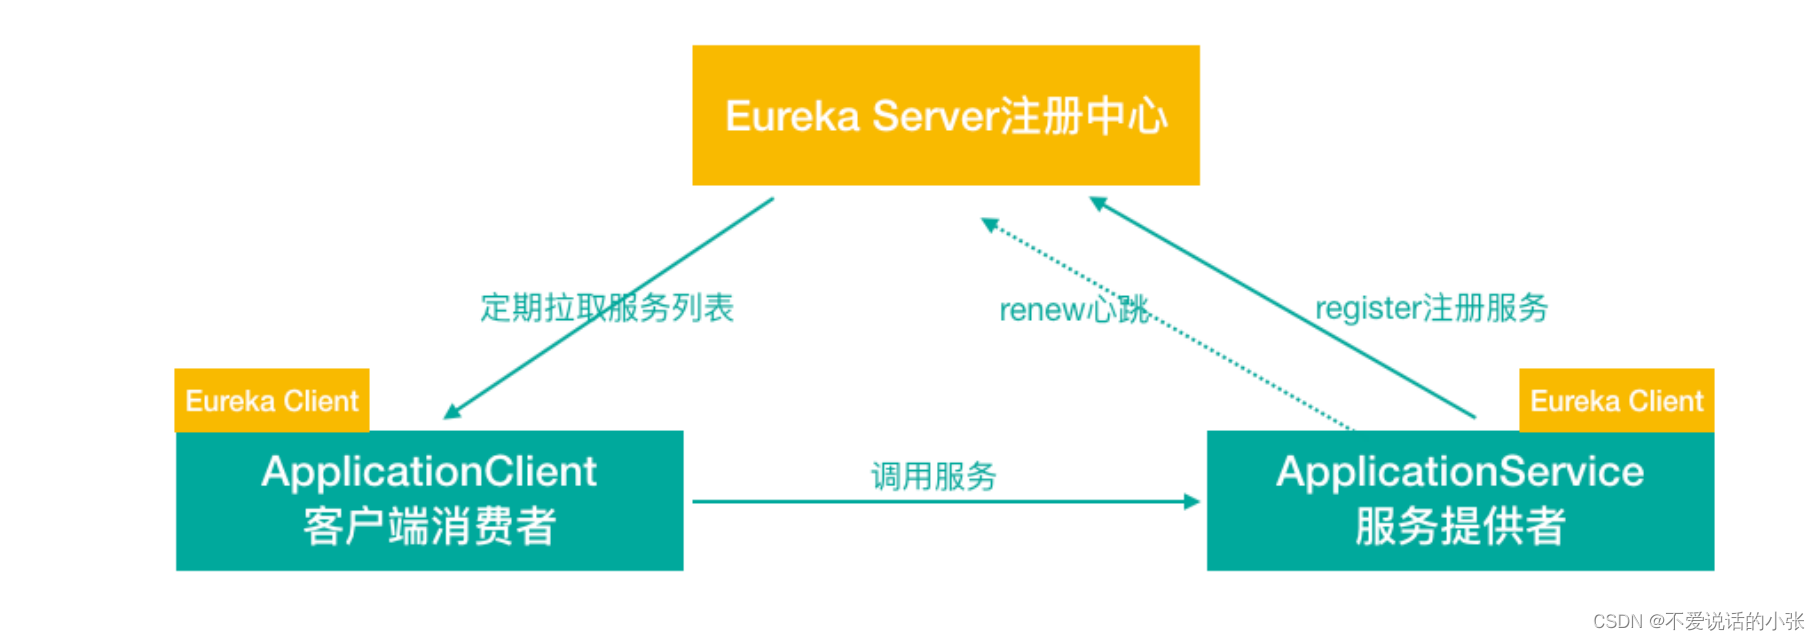 Eureka Server注册中心
定期拉取服务列表
renew心跳
register注册服务
Eureka Client
Eureka Client
ApplicationClient
客户端消费者
调用服务
ApplicationService
服务提供者
CSDN @不爱说话的小张